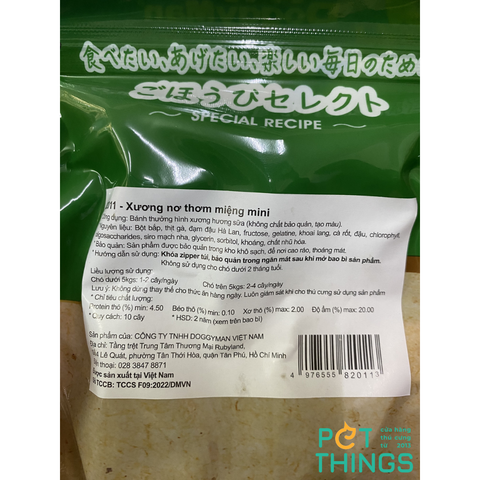 食べたい、あげたい、楽しい毎日のため
ごほうびセレクト
SPECIAL RECIPE
- Xương nơ thơm miệng mini
dụng: Bánh thưởng hình xương hương sữa (không chất bảo quản, tạo màu).
liệu: Bột bắp, thịt gà, đạm đậu Hà Lan, fructose, gelatine, khoai lang, cà rốt, đậu, chlorophyll,
siro mạch nha, glycerin, sorbitol, khoáng, chất nhũ hóa.
* Bảo quản: Sản phẩm được bảo quản trong kho khô sạch, để nơi cao ráo, thoáng mát.
* Hướng dẫn sử dụng: Khóa zipper túi, bảo quản trong ngăn mát sau khi mở bao bì sản phẩm.
Không sử dụng cho chó dưới 2 tháng tuổi.
Liều lượng sử dụng:
Chó dưới 5kgs: 1-2 cây/ngày Chó trên 5kgs: 2-4 cây/ngày
Lưu ý: Không dùng thay thế cho thức ăn hàng ngày. Luôn giám sát khi cho thú cưng sử dụng sản phẩm
* Chỉ tiêu chất lượng:
Protein thô (%) min: 4.50 Béo thô (%) min: 0.10 Xơ thô (%) max: 2.00 Độ ẩm (%) max: 20.00
Quy cách: 10 cây * HSD: 2 năm (xem trên bao bì)
Sản phẩm của: CÔNG TY TNHH DOGGYMAN VIET NAM
Địa chỉ: Tầng trệt Trung Tâm Thương Mại Rubyland,
Lê Quát, phường Tân Thới Hòa, quận Tân Phú, Hồ Chí Minh
028 3847 8871
Được sản xuất tại Việt Nam
TCCB: TCCS F09:2022/DMVN
4 976555 820113
PET
cửa hàng
thú cưng
từ 2015
THINGS